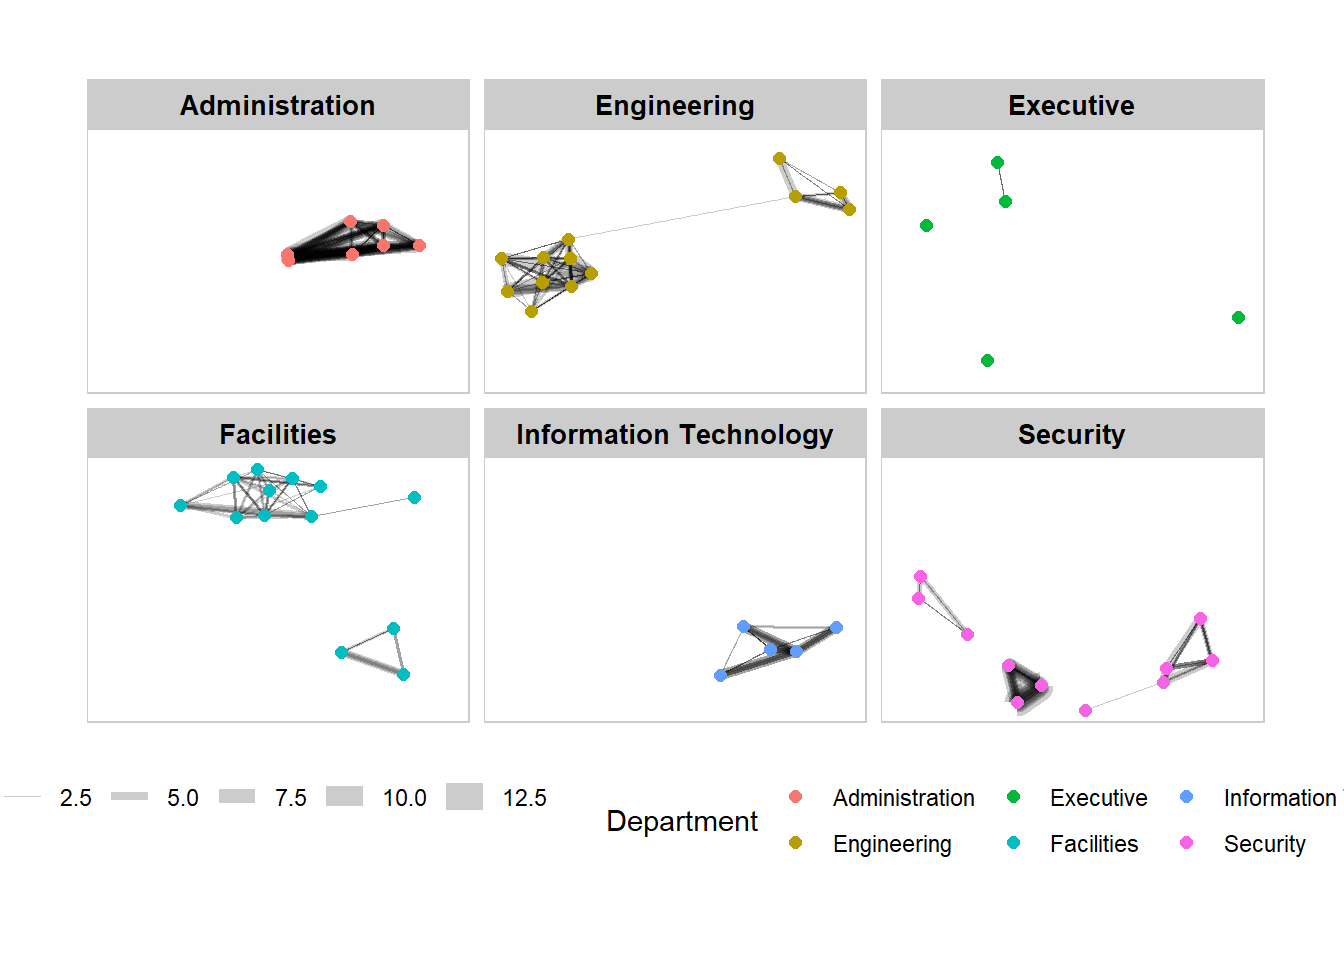 Administration Engineering Executive
Facilities Information Technology Security
2.5 5.0 7.5 10.0 12.5
Department
Administration Executive Information
Engineering Facilities Security